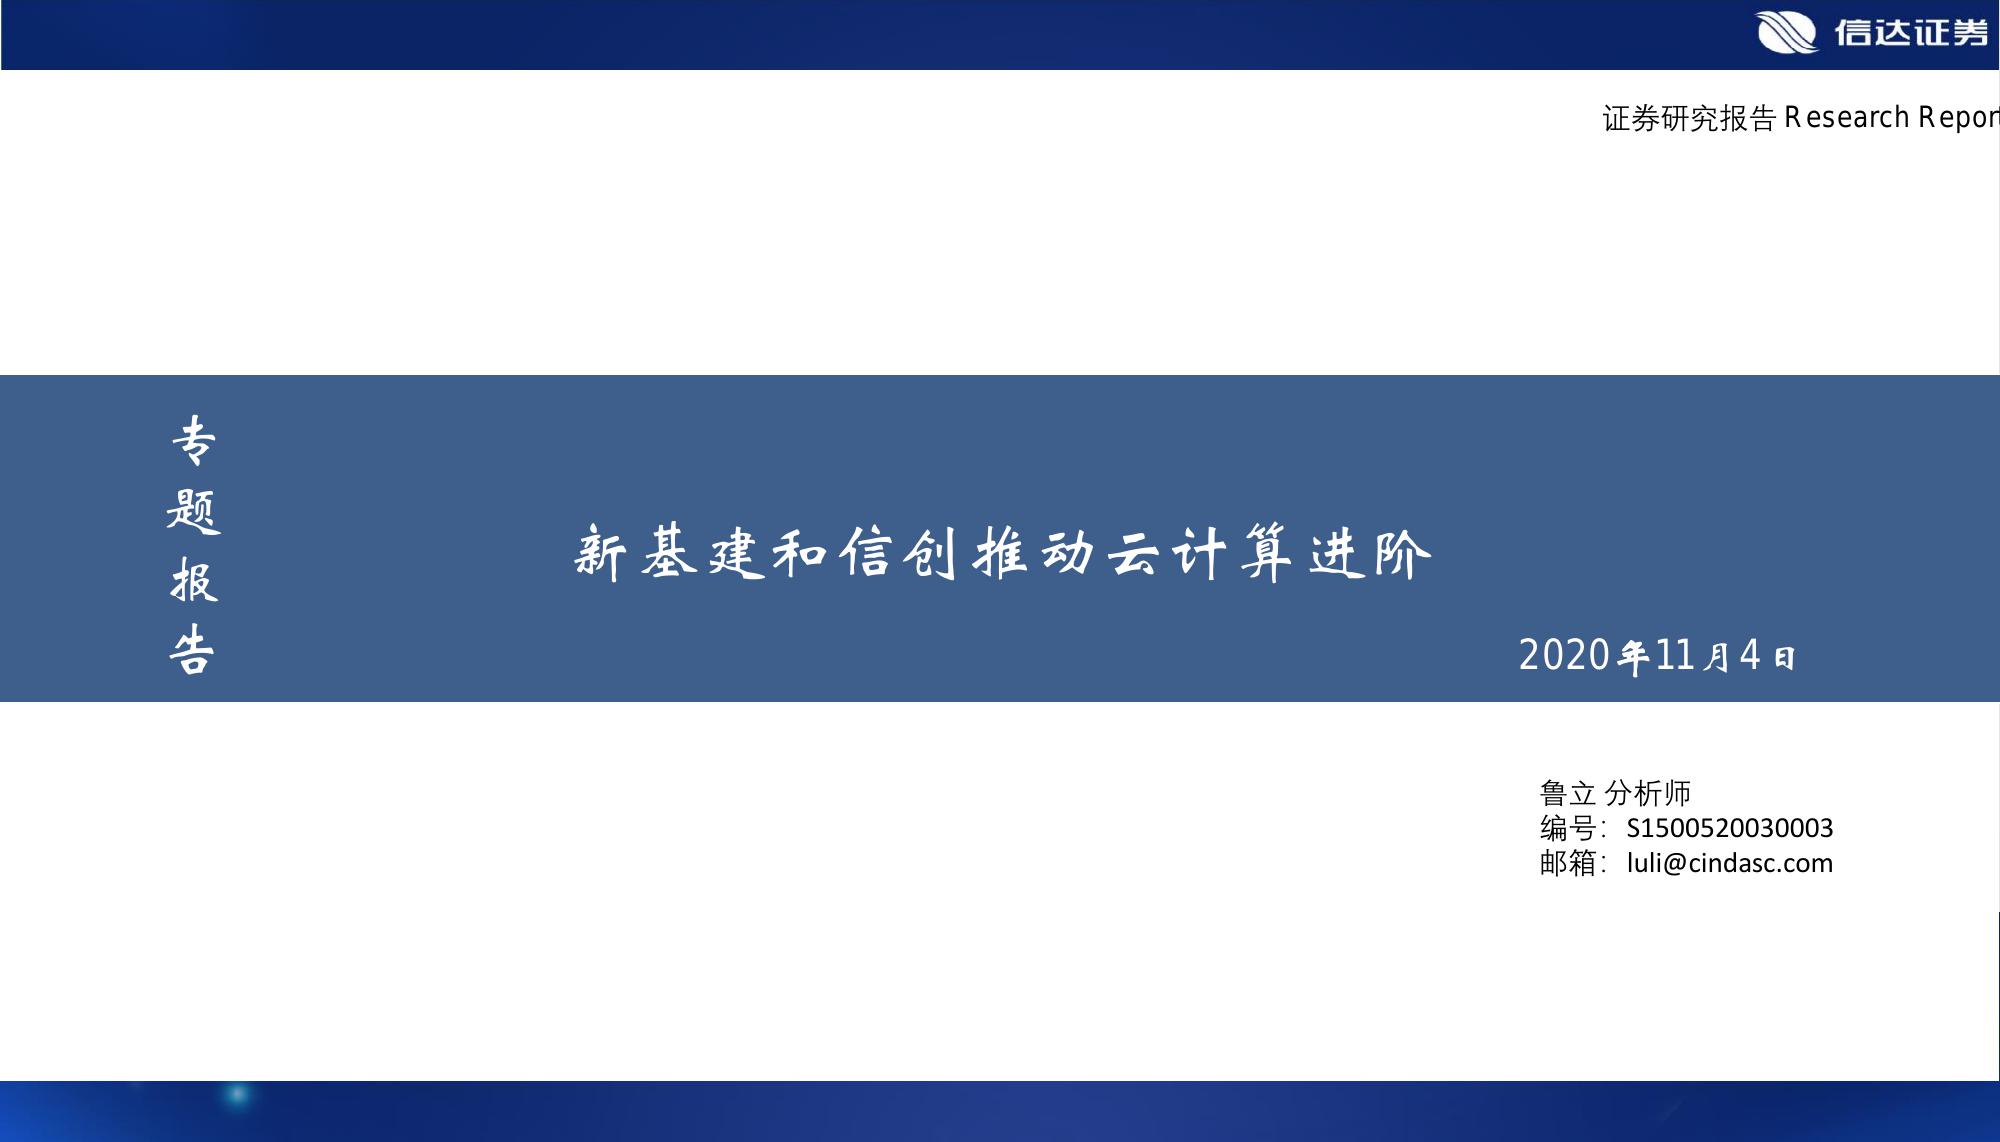 信达证券
证券研究报告 Research Report
专
题
报
告
新基建和信创推动云计算进阶
2020年11月4日
鲁立 分析师
编号：S1500520030003
邮箱：luli@cindasc.com